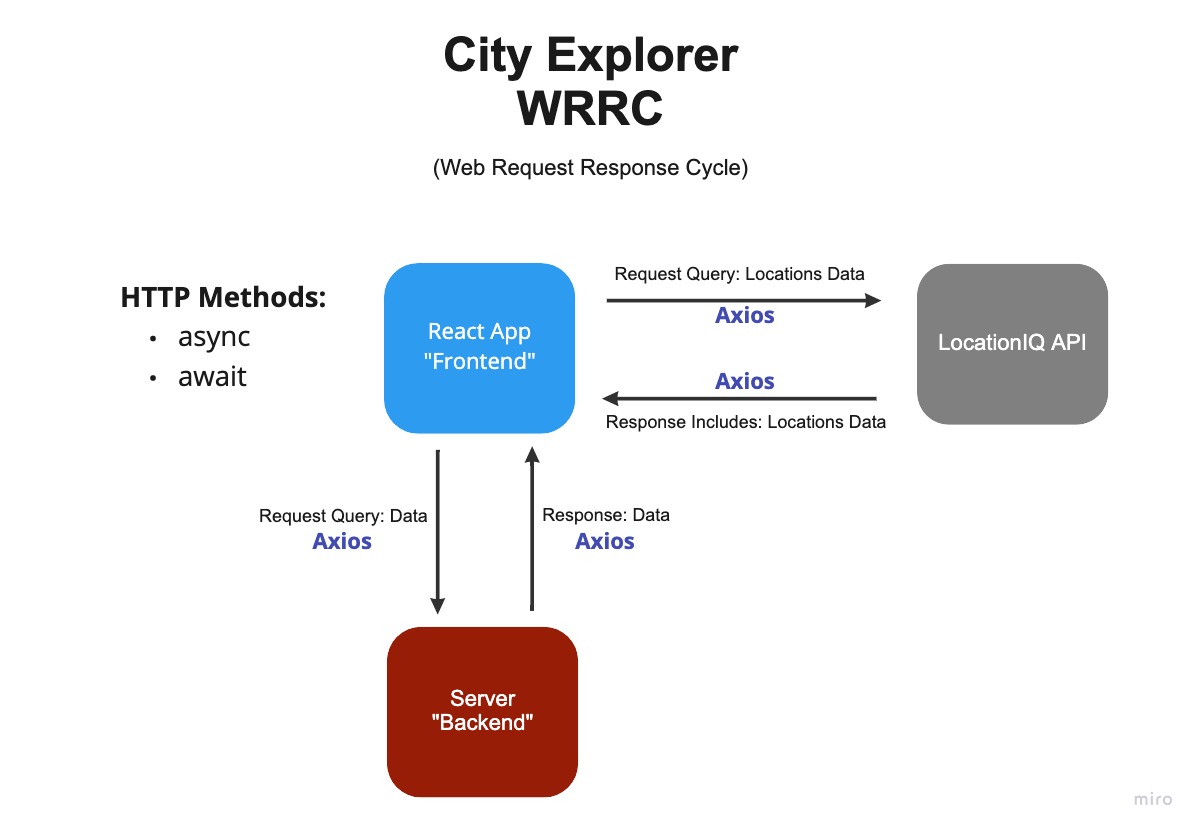 City Explorer
WRRC
(Web Request Response Cycle)
HTTP Methods:
• async
• await
React App
"Frontend"
Request Query: Locations Data
Axios
Axios
Response Includes: Locations Data
LocationIQ API
Request Query: Data
Axios
Response: Data
Axios
Server
"Backend"
miro